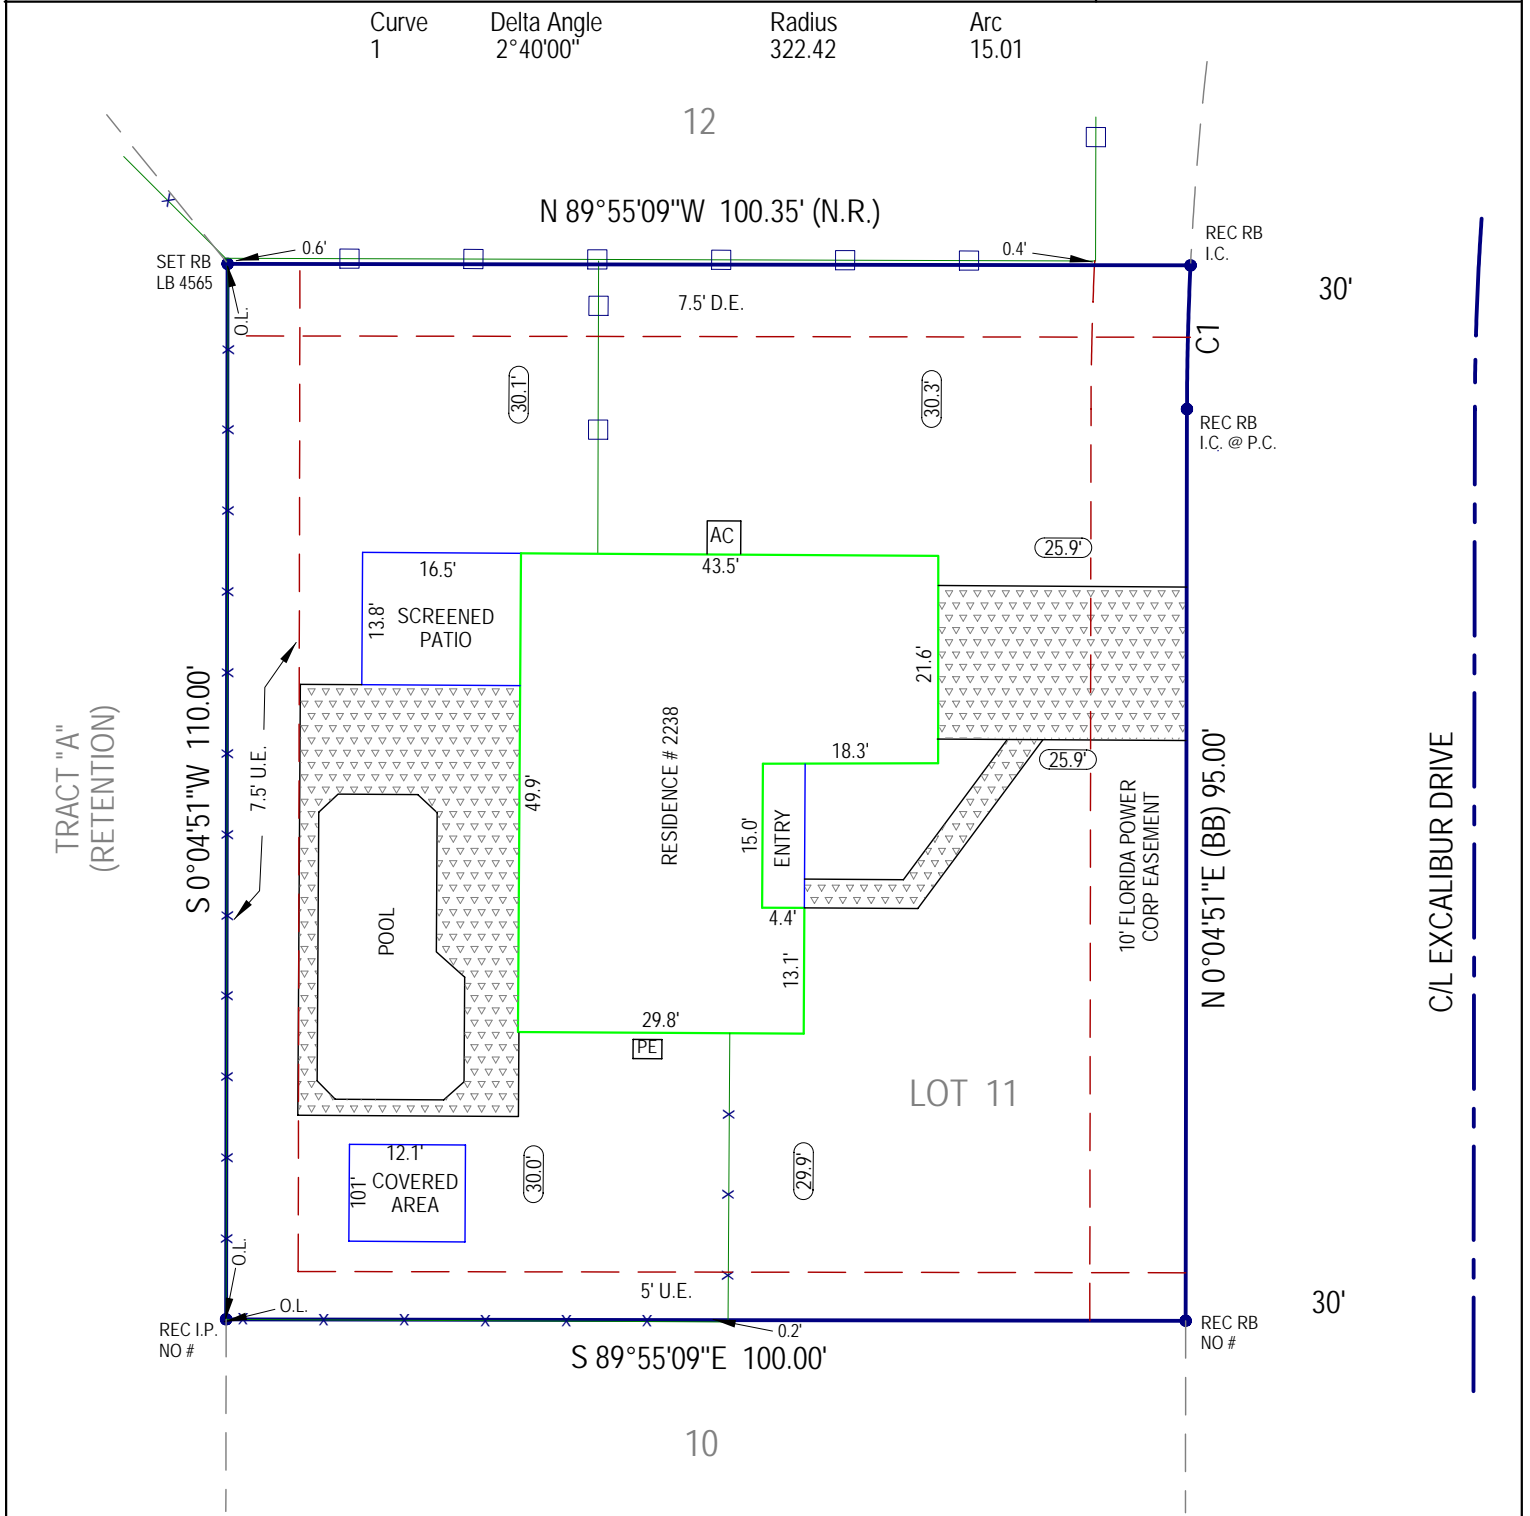 Curve Delta Angle Radius Arc
1 2°40'00" 322.42 15.01
12
N 89°55'09"W 100.35' (N.R.)
0.6'
0.4'
SET RB
LB 4565
REC RB
I.C.
30'
O.L.
7.5' D.E.
C1
30.1'
30.3'
REC RB
I.C. @ P.C.
AC
43.5'
25.9'
16.5'
13.8'
SCREENED
PATIO
21.6'
S 0°04'51"W 110.00'
7.5' U.E.
TRACT "A"
(RETENTION)
49.9'
RESIDENCE # 2238
18.3'
25.9'
15.0'
ENTRY
4.4'
13.1'
10' FLORIDA POWER
CORP EASEMENT
N 0°04'51"E (BB) 95.00'
C/L EXCALIBUR DRIVE
POOL
29.8'
PE
LOT 11
12.1'
101'
COVERED
AREA
30.0'
29.9'
O.L.
5' U.E.
O.L.
30'
REC I.P.
NO #
0.2'
REC RB
NO #
S 89°55'09"E 100.00'
10